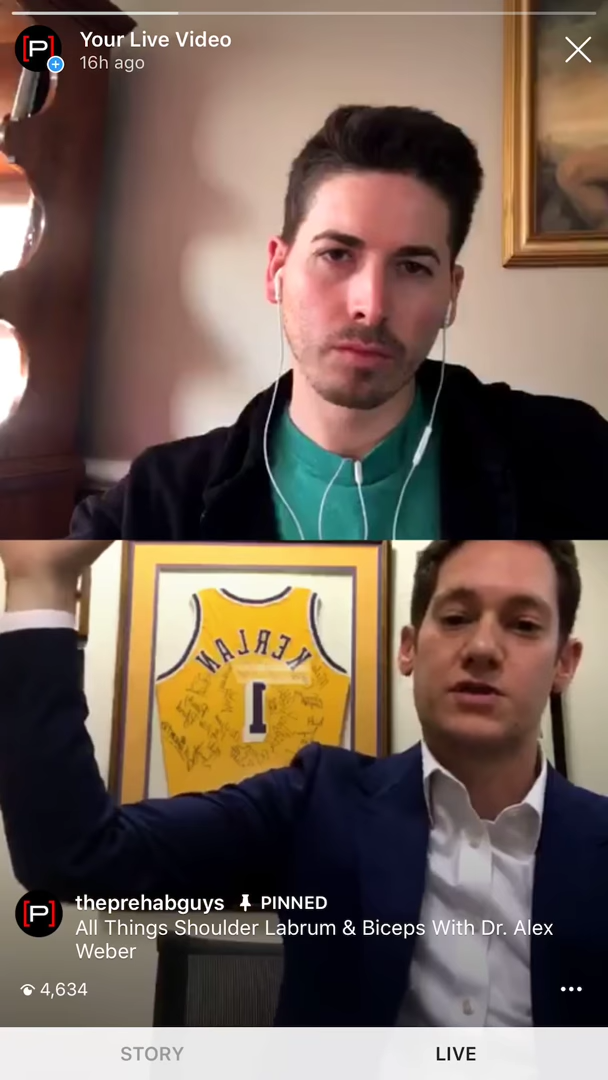 Your Live Video
16h ago
KERLAN
1
theprehabguys PINNED
All Things Shoulder Labrum & Biceps With Dr. Alex
Weber
4,634
STORY
LIVE